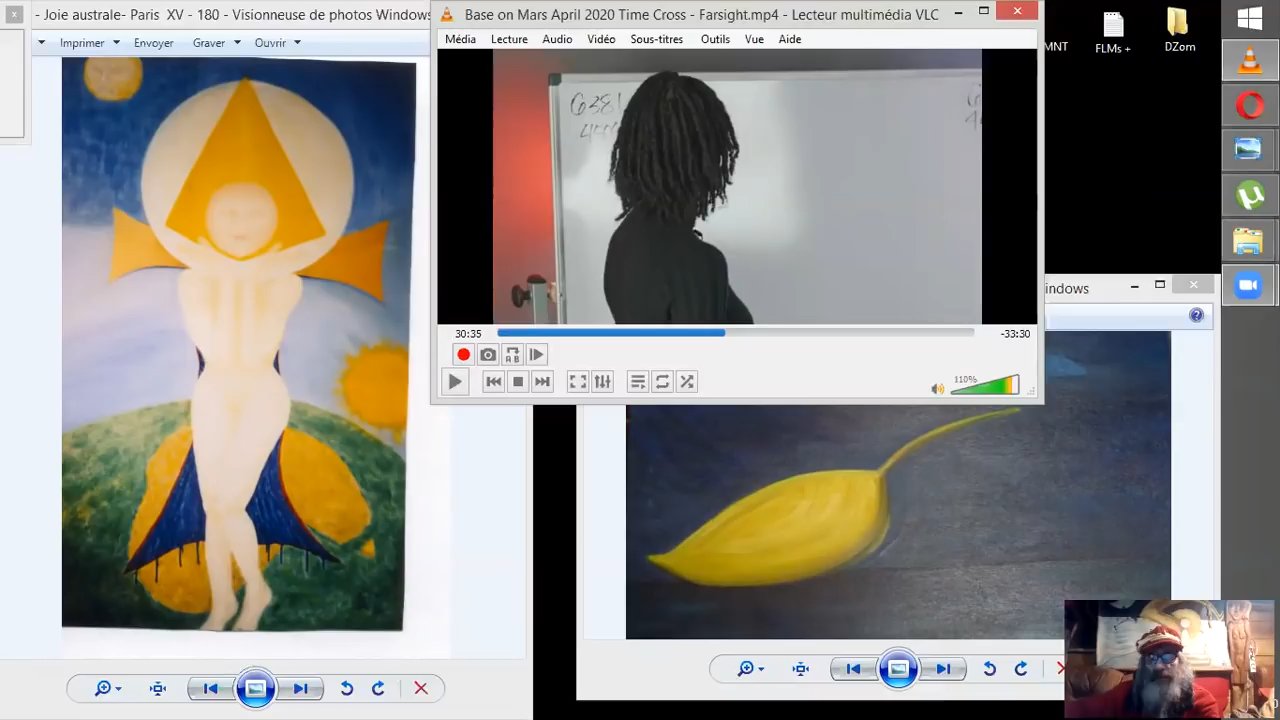 - Joie australe- Paris XV - 180 - Visionneuse de photos Windows
Imprimer Envoyer Graver Ouvrir
Base on Mars April 2020 Time Cross - Farsight.mp4 - Lecteur multimédia VLC
Média Lecture Audio Vidéo Sous-titres Outils Vue Aide
6381
30:35
-33:30
A B
110%
MNT
FLMs +
DZom
indows